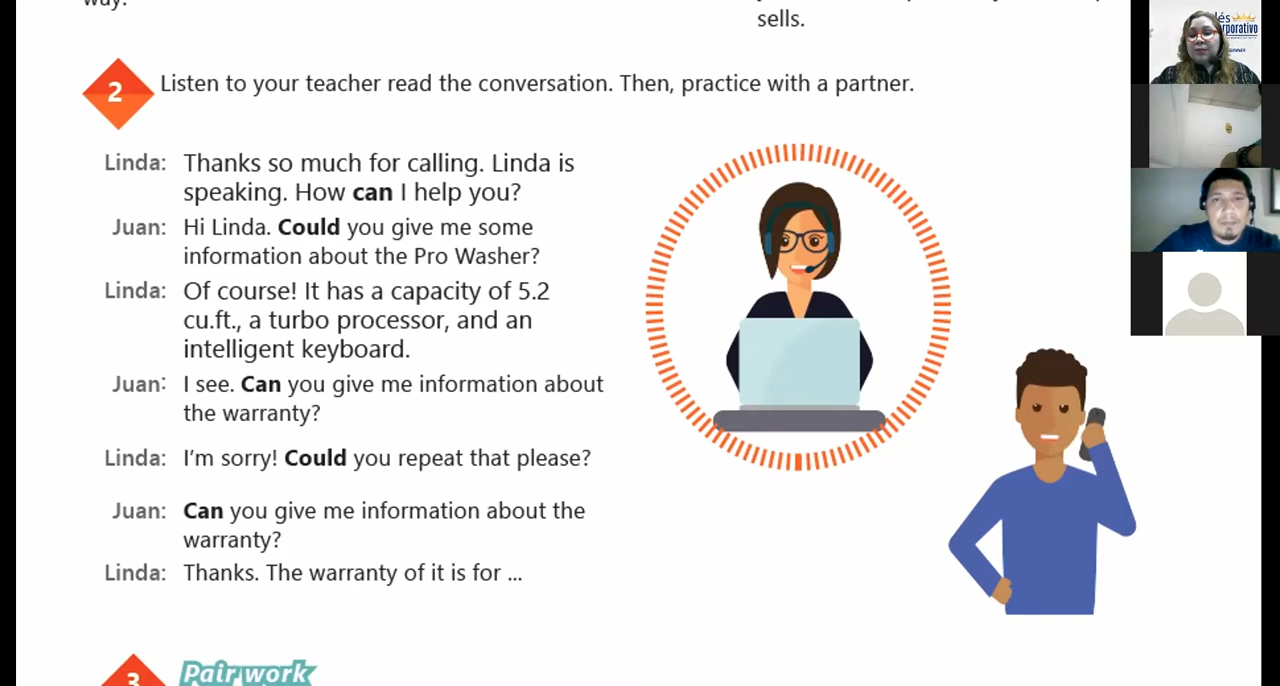 sells.
2 Listen to your teacher read the conversation. Then, practice with a partner.
Linda: Thanks so much for calling. Linda is
speaking. How can I help you?
Juan: Hi Linda. Could you give me some
information about the Pro Washer?
Linda: Of course! It has a capacity of 5.2
cu.ft., a turbo processor, and an
intelligent keyboard.
Juan: I see. Can you give me information about
the warranty?
Linda: I'm sorry! Could you repeat that please?
Juan: Can you give me information about the
warranty?
Linda: Thanks. The warranty of it is for ...
3 Pair work